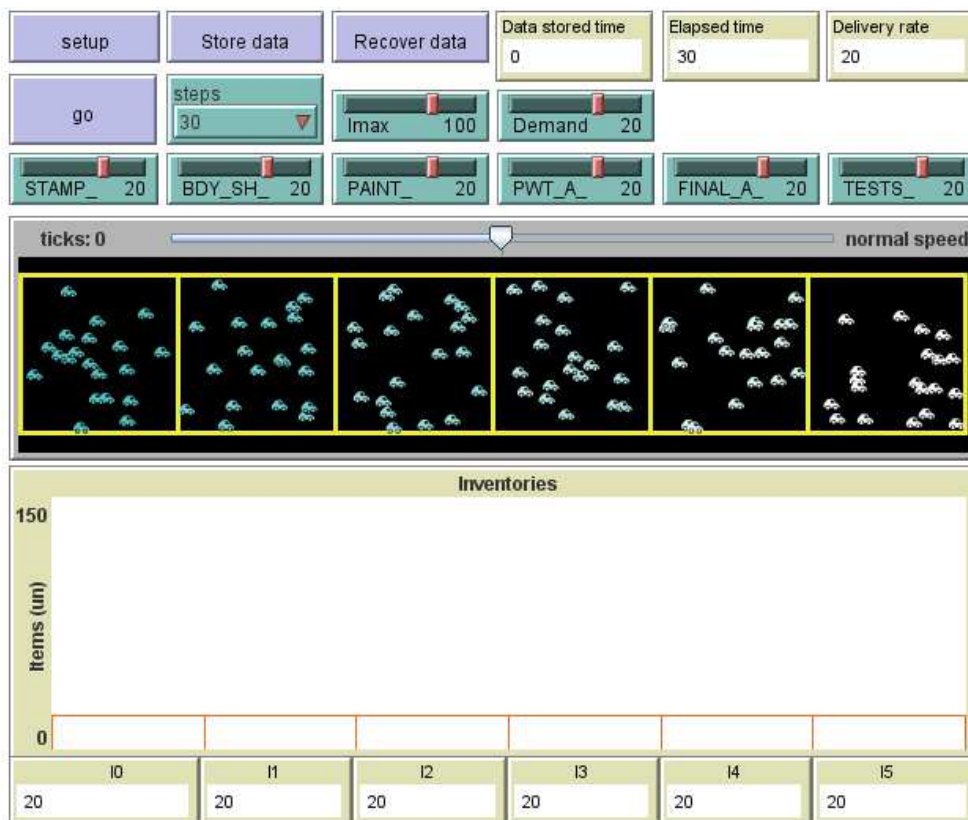 setup Store data Recover data Data stored time 0 Elapsed time 30 Delivery rate 20
go steps 30 Imax 100 Demand 20
STAMP_ 20 BDY_SH_ 20 PAINT_ 20 PWT_A_ 20 FINAL_A_ 20 TESTS_ 20
ticks: 0 normal speed
Inventories
150
Items (un)
0
I0 I1 I2 I3 I4 I5
20 20 20 20 20 20